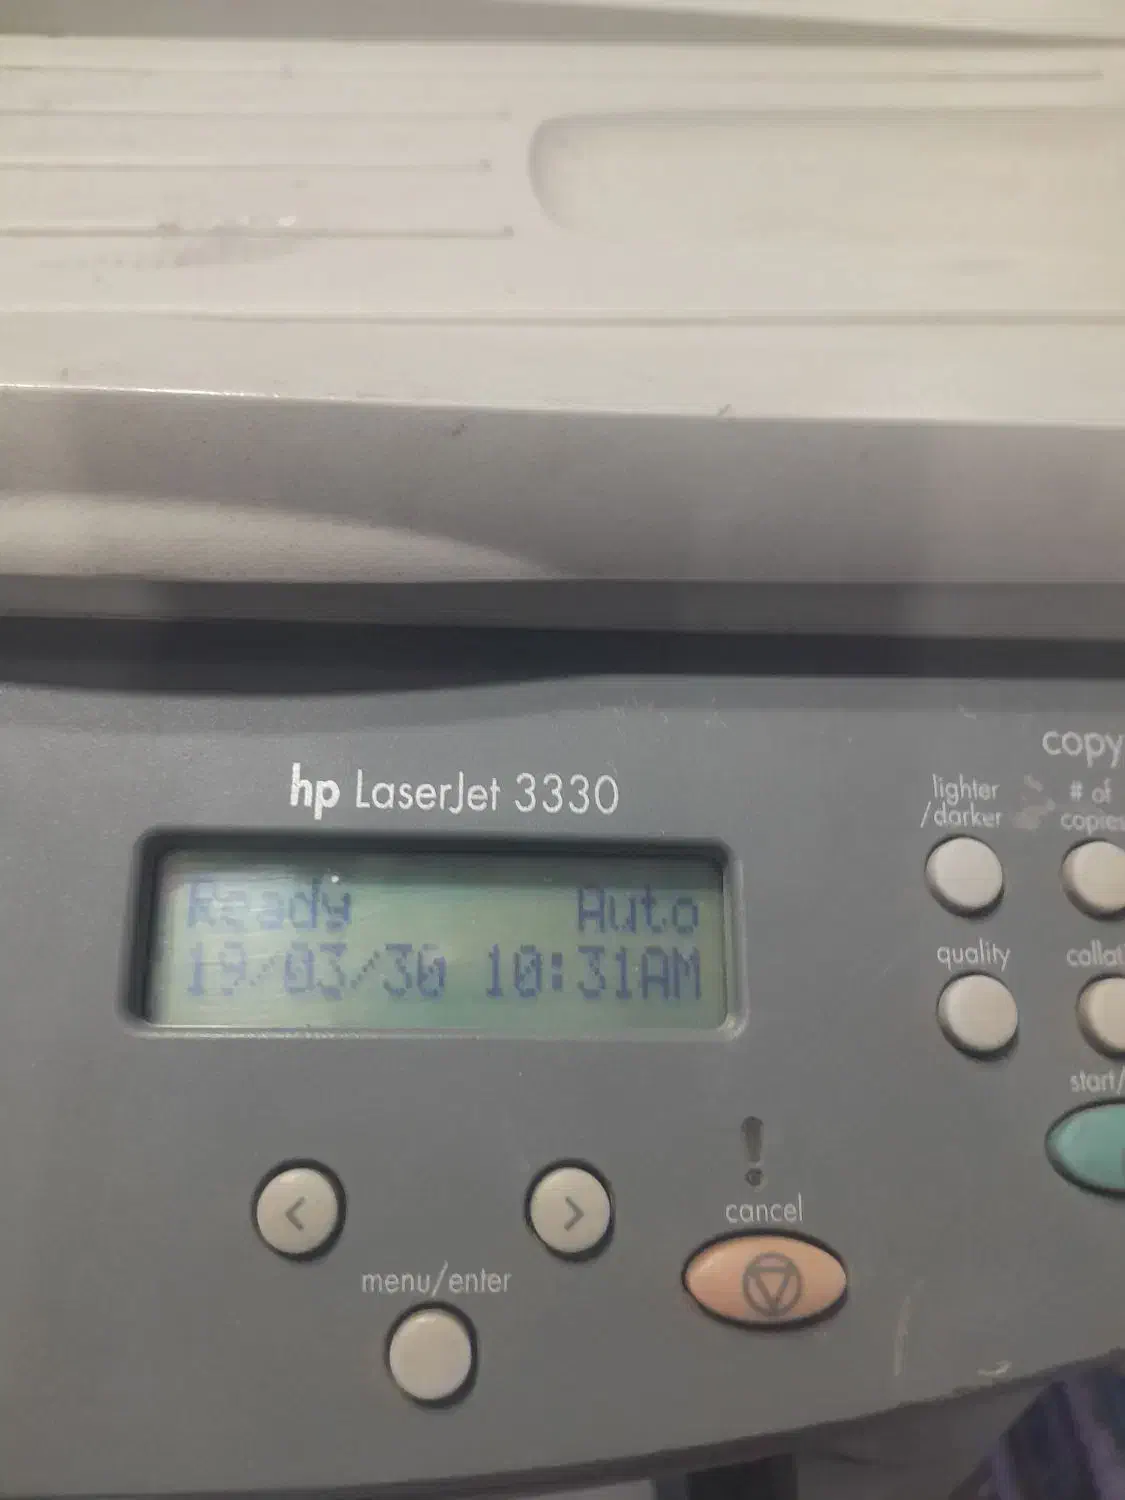 hp LaserJet 3330
Ready Auto
19/03/30 10:31AM
copy
lighter
/darker
# of
copies
quality
collat
start/
!
cancel
menu/enter